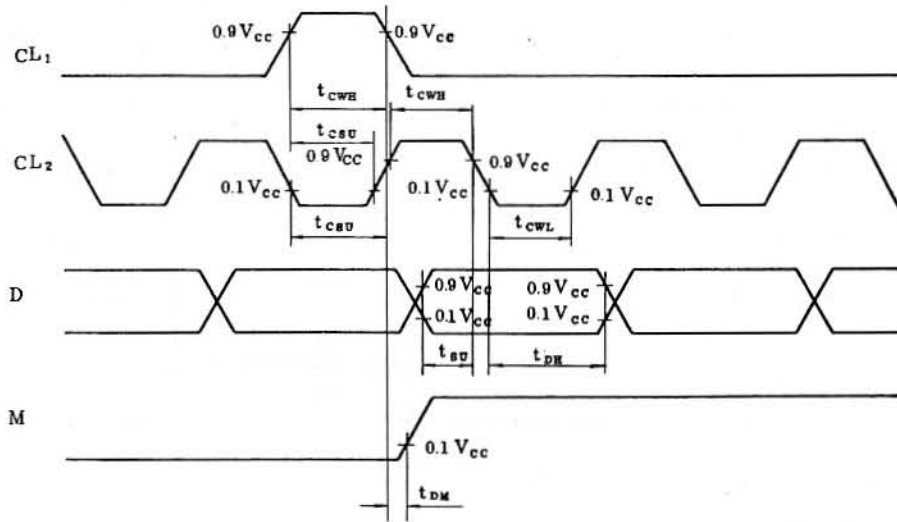 0.9 Vcc
0.9 Vcc
CL1
tCWH
tCWH
tCSU
0.9 Vcc
CL2
0.9 Vcc
0.1 Vcc
0.1 Vcc
0.1 Vcc
tCSU
tCWL
D
0.9 Vcc
0.9 Vcc
0.1 Vcc
0.1 Vcc
tSU
tDH
M
0.1 Vcc
tDM